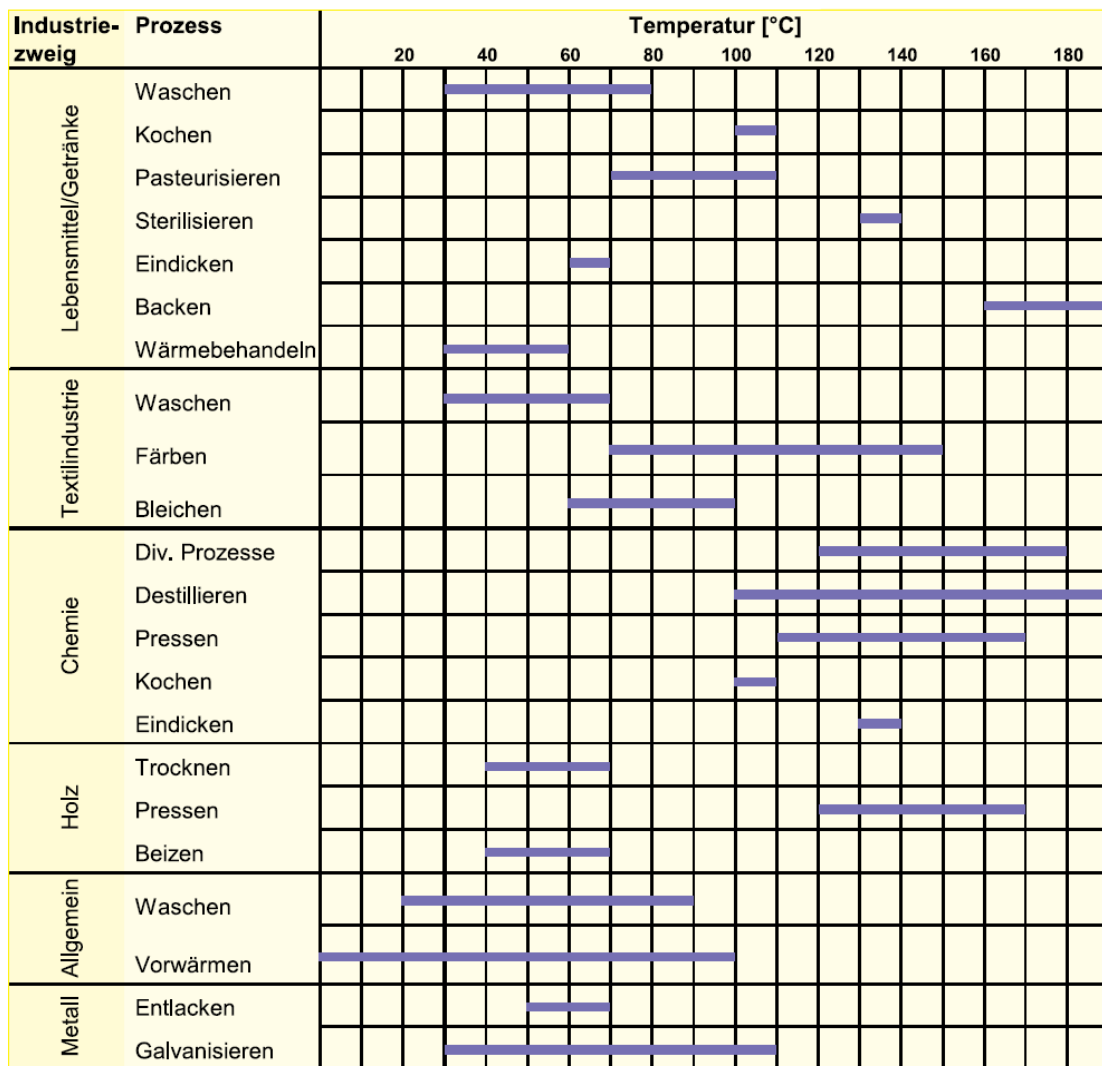 Industrie- Prozess Temperatur [°C]
zweig 20 40 60 80 100 120 140 160 180
Lebensmittel/Getränke
Waschen
Kochen
Pasteurisieren
Sterilisieren
Eindicken
Backen
Wärmebehandeln
Textilindustrie
Waschen
Färben
Bleichen
Chemie
Div. Prozesse
Destillieren
Pressen
Kochen
Eindicken
Holz
Trocknen
Pressen
Beizen
Allgemein
Waschen
Vorwärmen
Metall
Entlacken
Galvanisieren